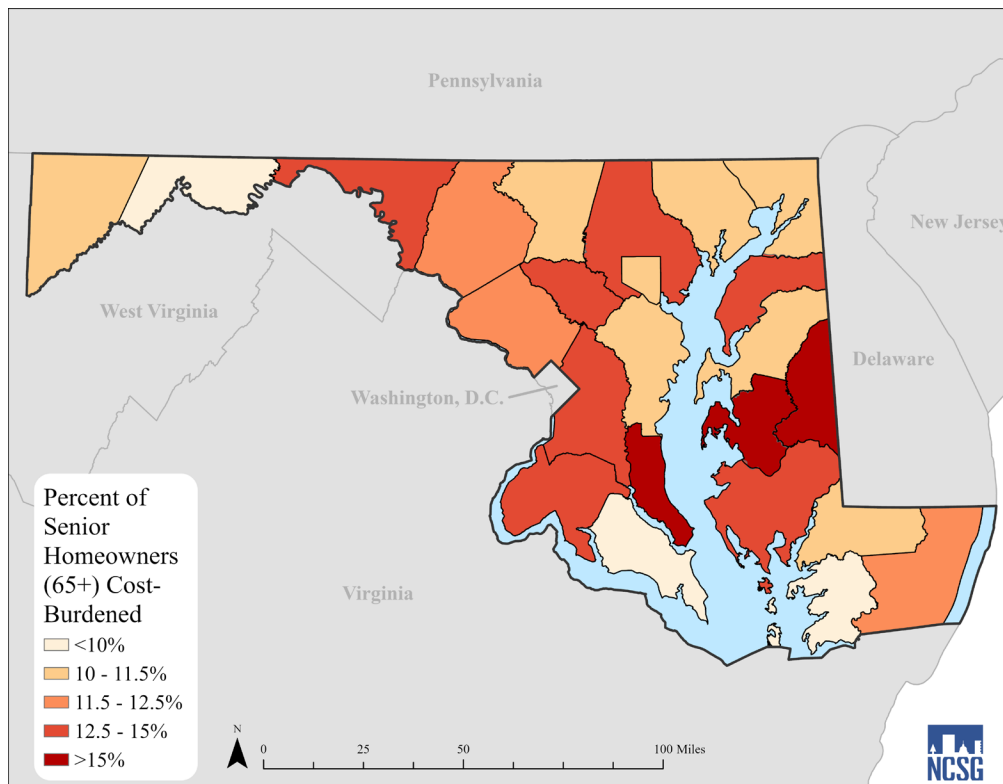 Pennsylvania
New Jersey
West Virginia
Delaware
Washington, D.C.
Virginia
Percent of
Senior
Homeowners
(65+) Cost-
Burdened
<10%
10 - 11.5%
11.5 - 12.5%
12.5 - 15%
>15%
N
0 25 50 100 Miles
NCSG